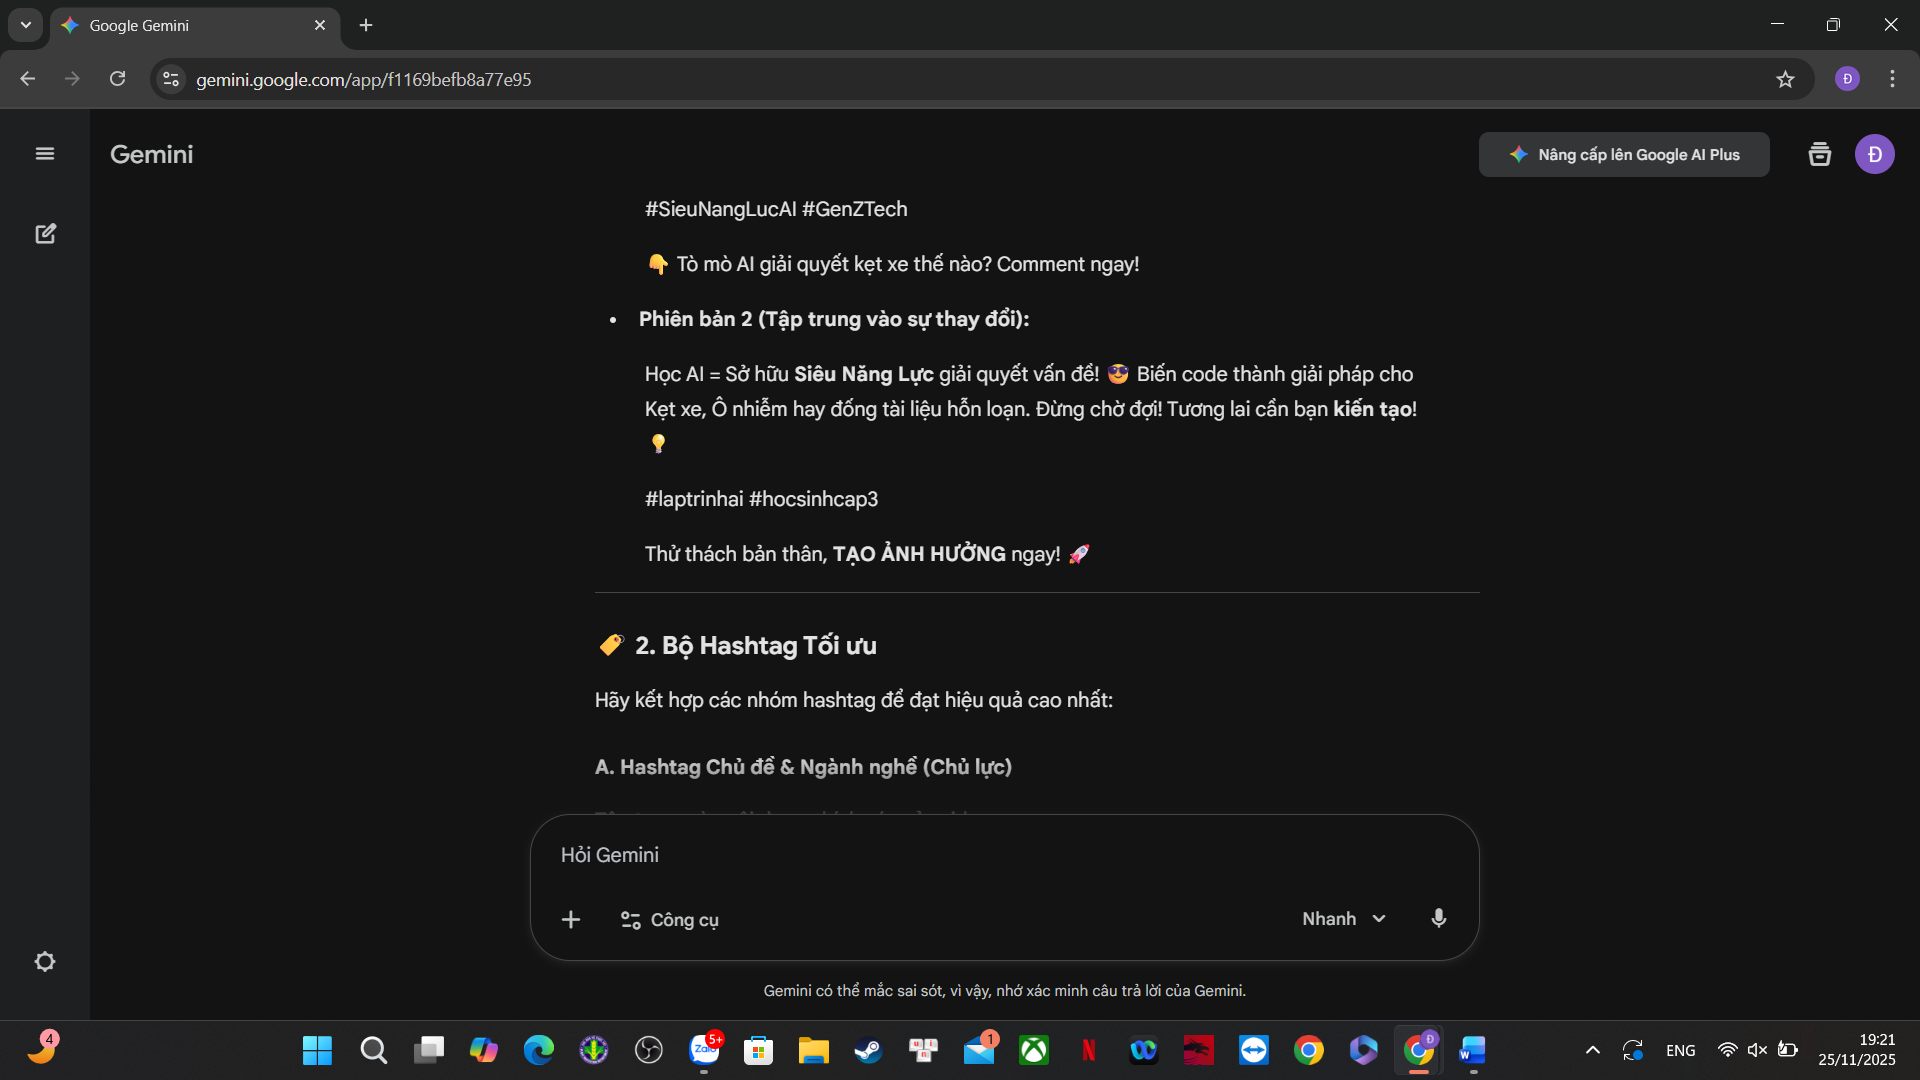 Google Gemini
gemini.google.com/app/f1169befb8a77e95
Đ
Gemini
Nâng cấp lên Google AI Plus
Đ
#SieuNangLucAI #GenZTech
👇 Tò mò AI giải quyết kẹt xe thế nào? Comment ngay!
• Phiên bản 2 (Tập trung vào sự thay đổi):
Học AI = Sở hữu Siêu Năng Lực giải quyết vấn đề! 😎 Biến code thành giải pháp cho
Kẹt xe, Ô nhiễm hay đống tài liệu hỗn loạn. Đừng chờ đợi! Tương lai cần bạn kiến tạo!
💡
#laptrinhai #hocsinhcap3
Thử thách bản thân, TẠO ẢNH HƯỞNG ngay! 🚀
🏷️ 2. Bộ Hashtag Tối ưu
Hãy kết hợp các nhóm hashtag để đạt hiệu quả cao nhất:
A. Hashtag Chủ đề & Ngành nghề (Chủ lực)
Hỏi Gemini
Công cụ
Nhanh
Gemini có thể mắc sai sót, vì vậy, nhớ xác minh câu trả lời của Gemini.
4
Zalo
5+
1
Đ
ENG
19:21
25/11/2025